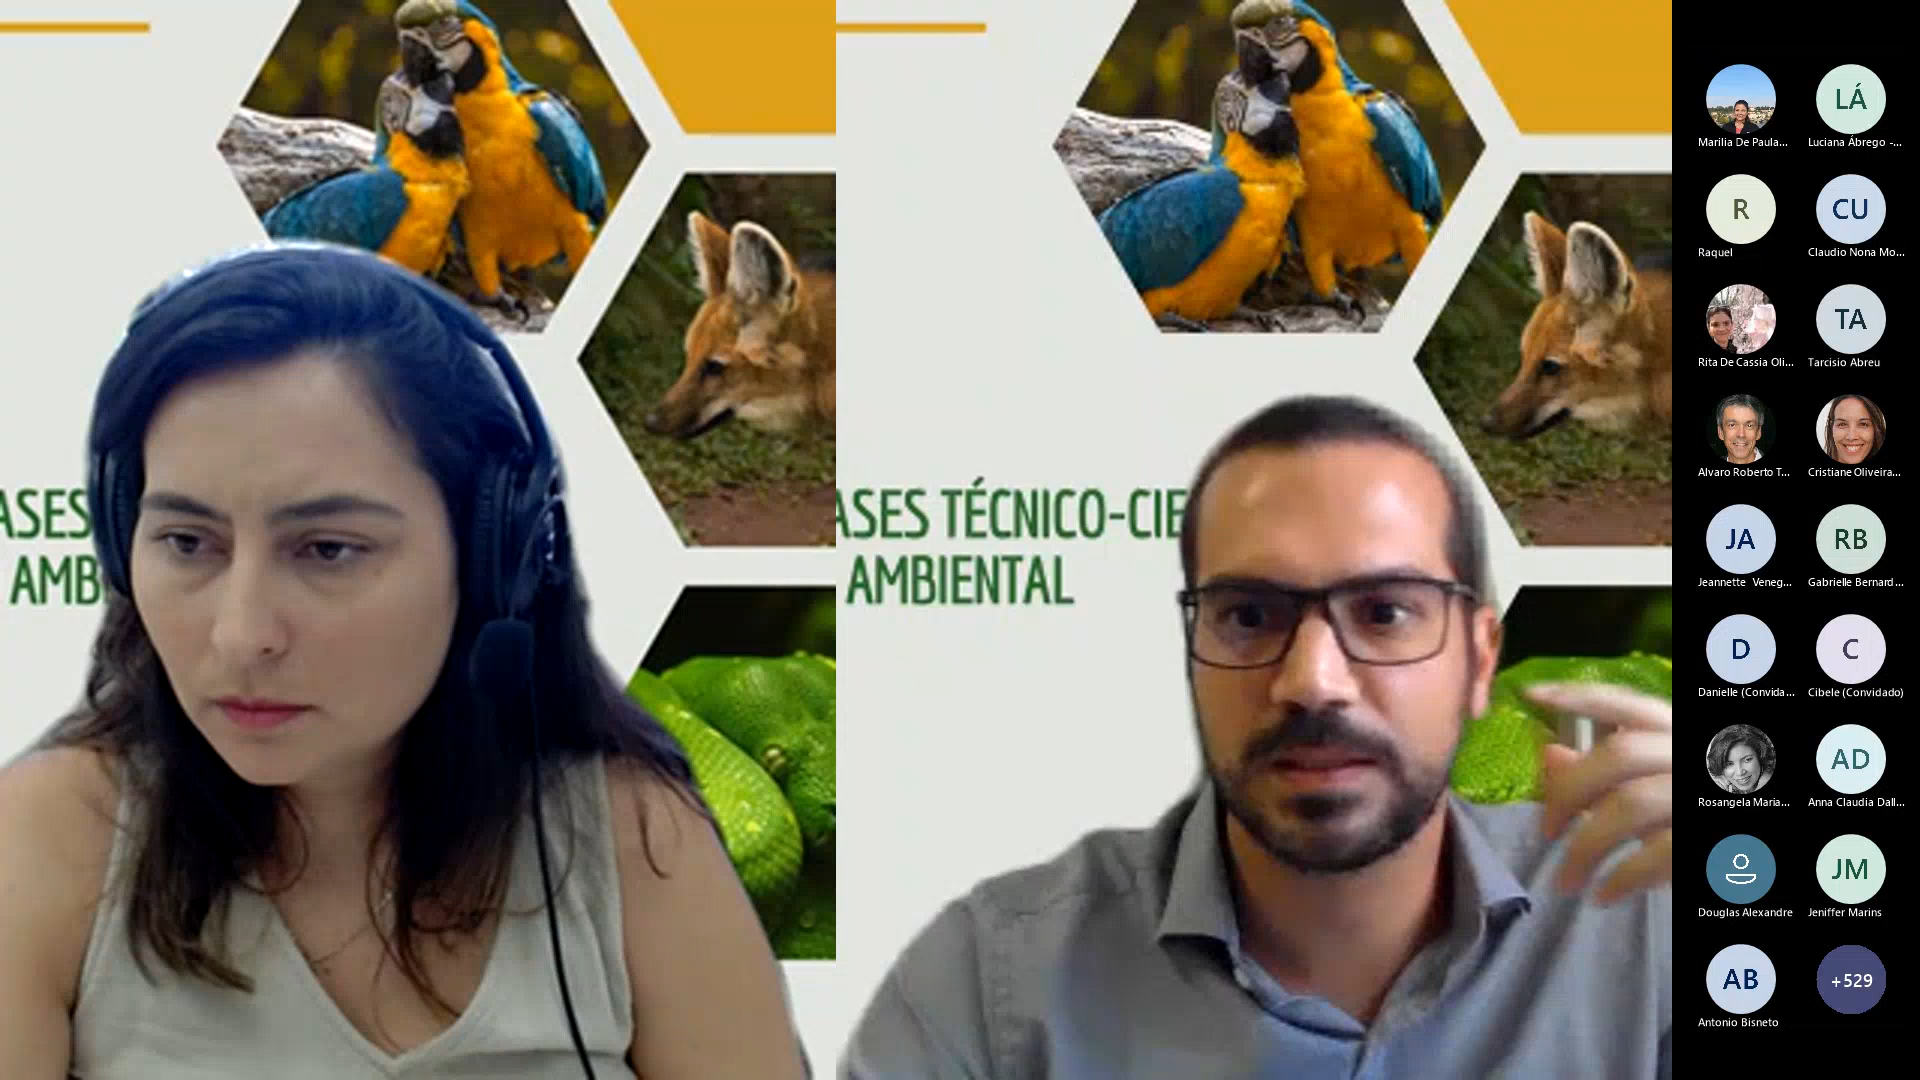 ASES
AMB
ASES TÉCNICO-CIE
AMBIENTAL
Marilia De Paula...
LÁ
Luciana Ábrego -...
R
Raquel
CU
Claudio Nona Mo...
Rita De Cassia Oli...
TA
Tarcisio Abreu
Alvaro Roberto T...
Cristiane Oliveira...
JA
Jeannette Veneg...
RB
Gabrielle Bernard...
D
Danielle (Convida...
C
Cibele (Convidado)
Rosangela Maria...
AD
Anna Claudia Dall...
Douglas Alexandre
JM
Jeniffer Marins
AB
Antonio Bisneto
+529